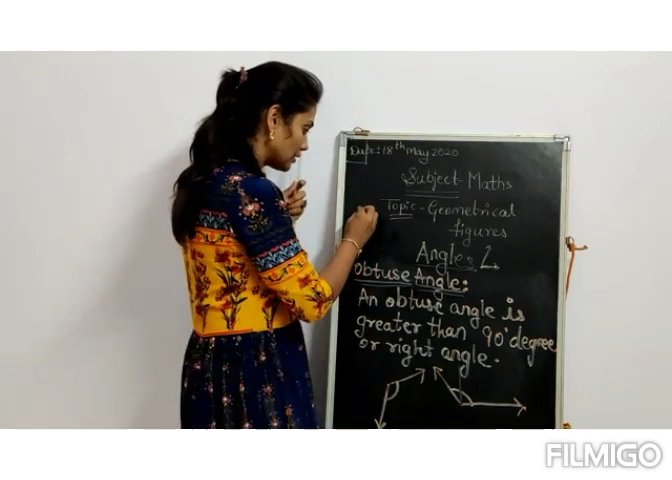 Date: 18th May 2020
Subject - Maths
Topic - Geometrical
figures
Angles
Obtuse Angle:
An obtuse angle is
greater than 90° degree
or right angle.
FILMIGO